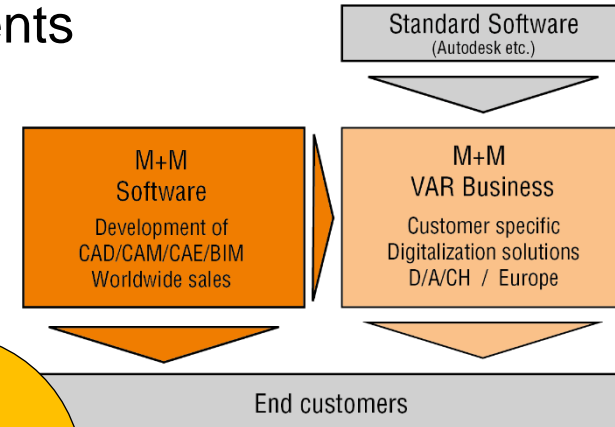 Standard Software
(Autodesk etc.)
M+M
Software
Development of
CAD/CAM/CAE/BIM
Worldwide sales
M+M
VAR Business
Customer specific
Digitalization solutions
D/A/CH / Europe
End customers